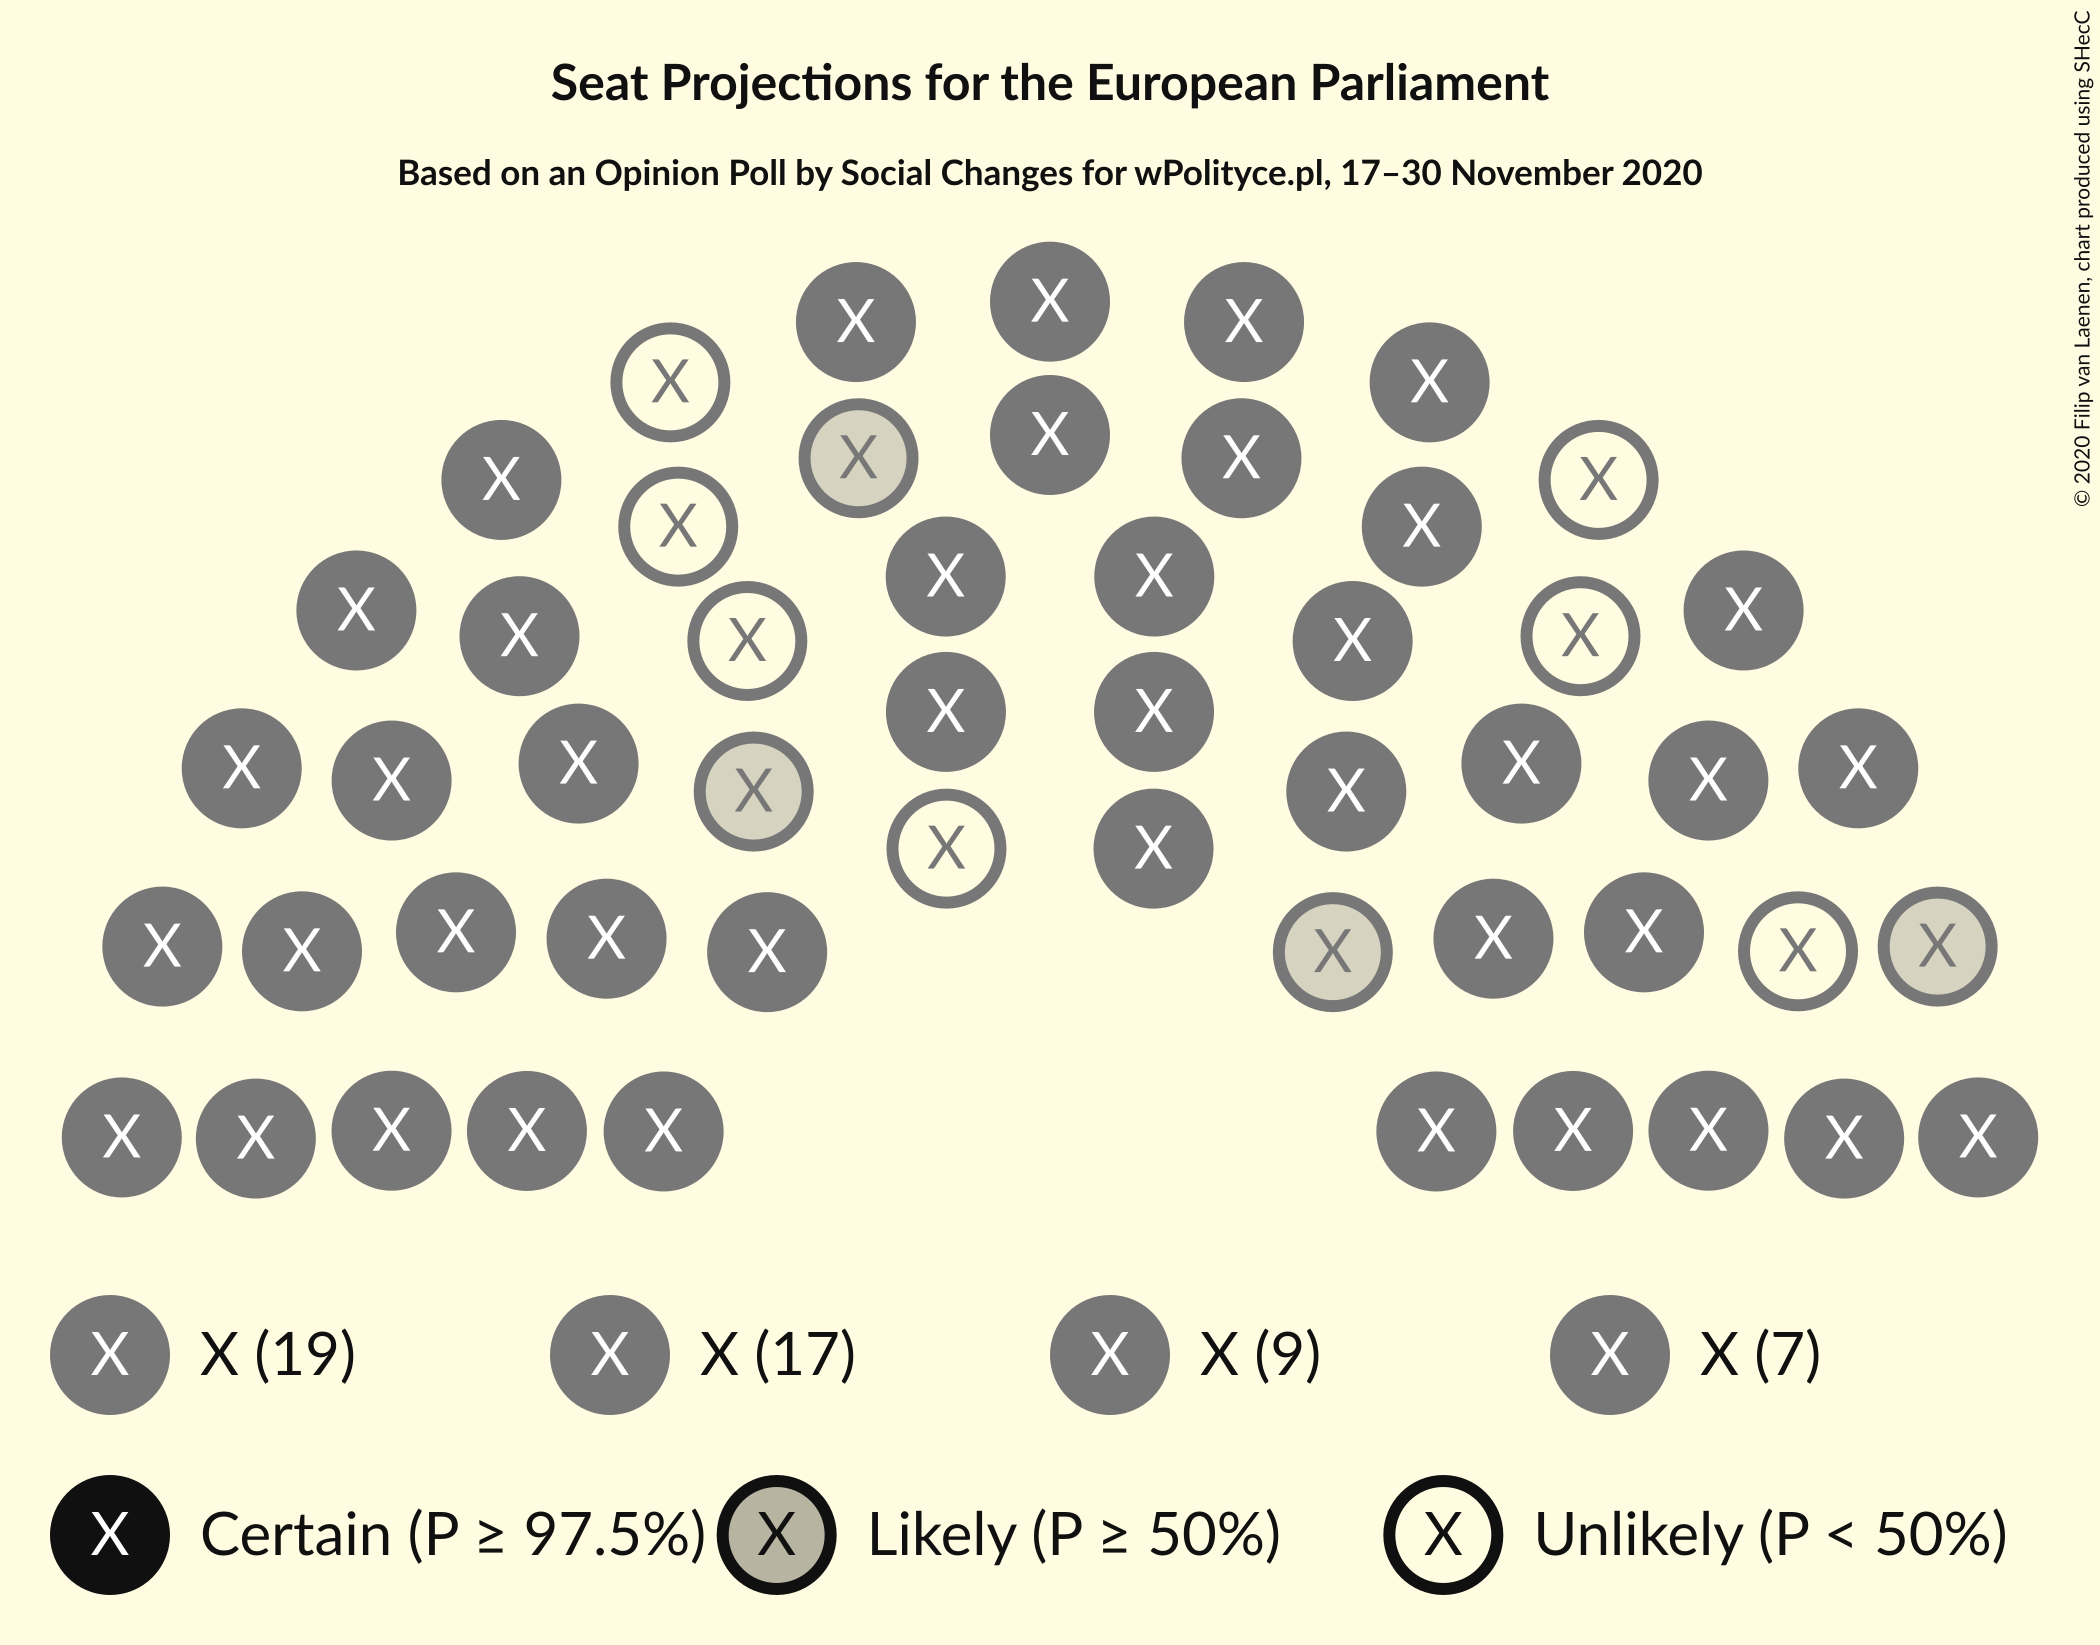 Seat Projections for the European Parliament
Based on an Opinion Poll by Social Changes for wPolityce.pl, 17–30 November 2020
© 2020 Filip van Laenen, chart produced using SHecC
X
X X
X X
X
X X
X X
X X
X X
X X
X X
X X
X X
X X
X X
X X
X X X X
X X X X
X
X X
X X X X X X
X X X X X
X X X X X
X X X X X X X X X X
X X (19) X X (17) X X (9) X X (7)
X Certain (P ≥ 97.5%) X Likely (P ≥ 50%) X Unlikely (P < 50%)